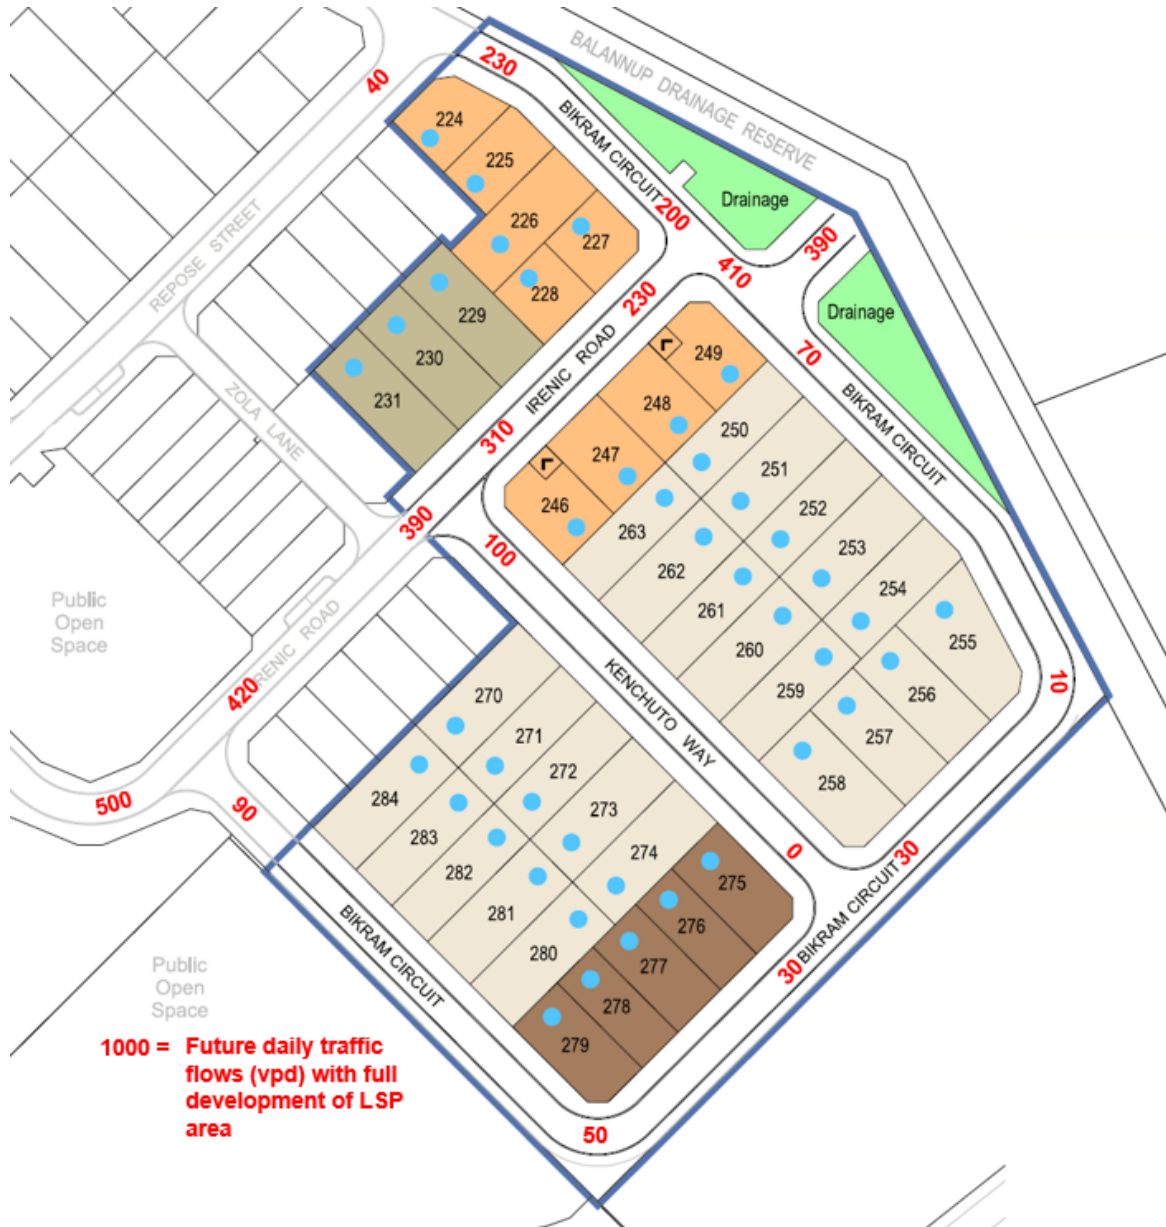 BALANNUP DRAINAGE RESERVE
40
230
224
BIKRAM CIRCUIT
225
Drainage
200
226
227
390
410
REPOSE STREET
228
229
230
Drainage
230
249
70
231
IRENIC ROAD
248
BIKRAM CIRCUIT
ZOLA LANE
310
250
247
251
246
252
390
263
253
100
262
254
Public
Open
Space
261
255
260
RENIC ROAD
KENCHUTO WAY
259
256
10
420
270
257
271
258
272
284
273
500
90
283
274
0
30
282
275
281
276
BIKRAM CIRCUIT
280
277
30
BIKRAM CIRCUIT
278
Public
Open
Space
279
1000 = Future daily traffic
flows (vpd) with full
development of LSP
area
50